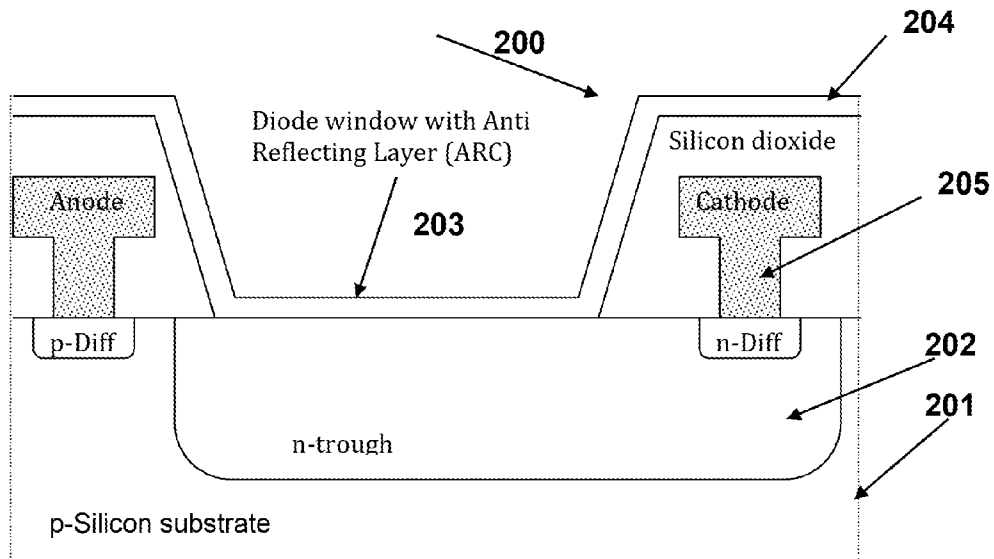 200
204
Diode window with Anti
Reflecting Layer (ARC)
Silicon dioxide
Anode
203
Cathode
205
p-Diff
n-Diff
202
201
n-trough
p-Silicon substrate